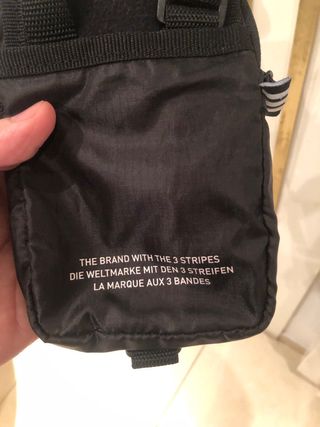 THE BRAND WITH THE 3 STRIPES
DIE WELTMARKE MIT DEN 3 STREIFEN
LA MARQUE AUX 3 BANDES